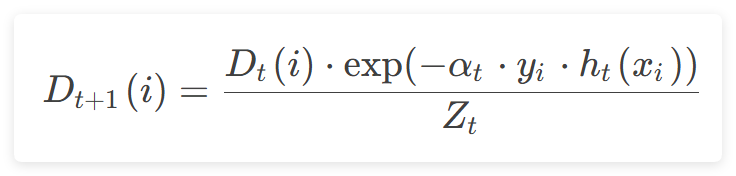 D_{t+1}(i) = \frac{D_t(i) \cdot \exp(-\alpha_t \cdot y_i \cdot h_t(x_i))}{Z_t}